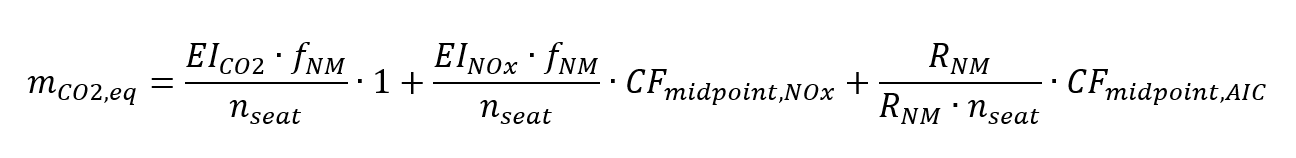 m_{CO2,eq} = \frac{EI_{CO2} \cdot f_{NM}}{n_{seat}} \cdot 1 + \frac{EI_{NOx} \cdot f_{NM}}{n_{seat}} \cdot CF_{midpoint,NOx} + \frac{R_{NM}}{R_{NM} \cdot n_{seat}} \cdot CF_{midpoint,AIC}